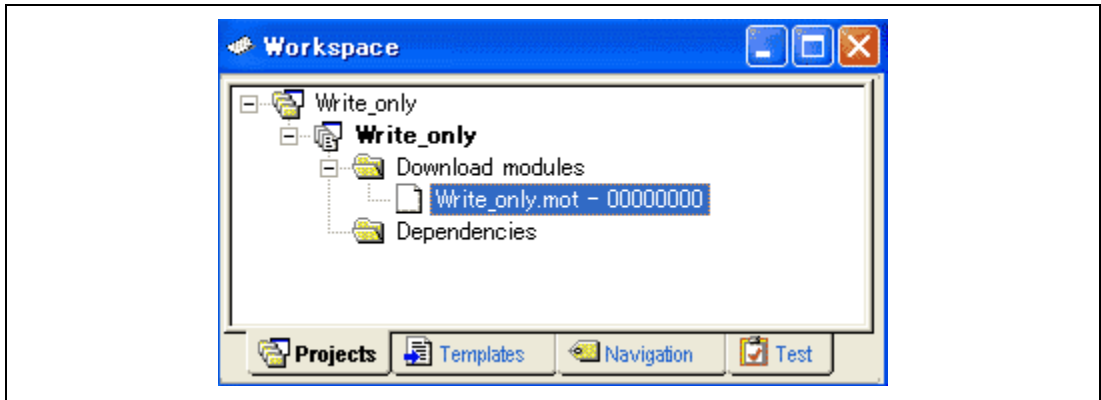 Workspace
Write_only
Write_only
Download modules
Write_only.mot - 00000000
Dependencies
Projects Templates Navigation Test